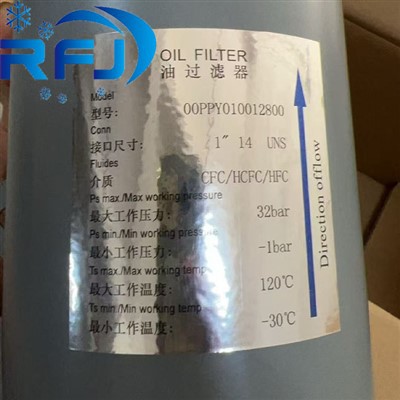 RFJ
OIL FILTER
油过滤器
Model
型号: 00PPY010012800
Conn
接口尺寸: 1" 14 UNS
Fluides
介质 CFC/HCFC/HFC
Ps max./Max working pressure
最大工作压力: 32bar
Ps min./Min working pressure
最小工作压力: -1bar
Ts max./Max working temp
最大工作温度: 120℃
Ts min./Min working temp
最小工作温度: -30℃
Direction offlow